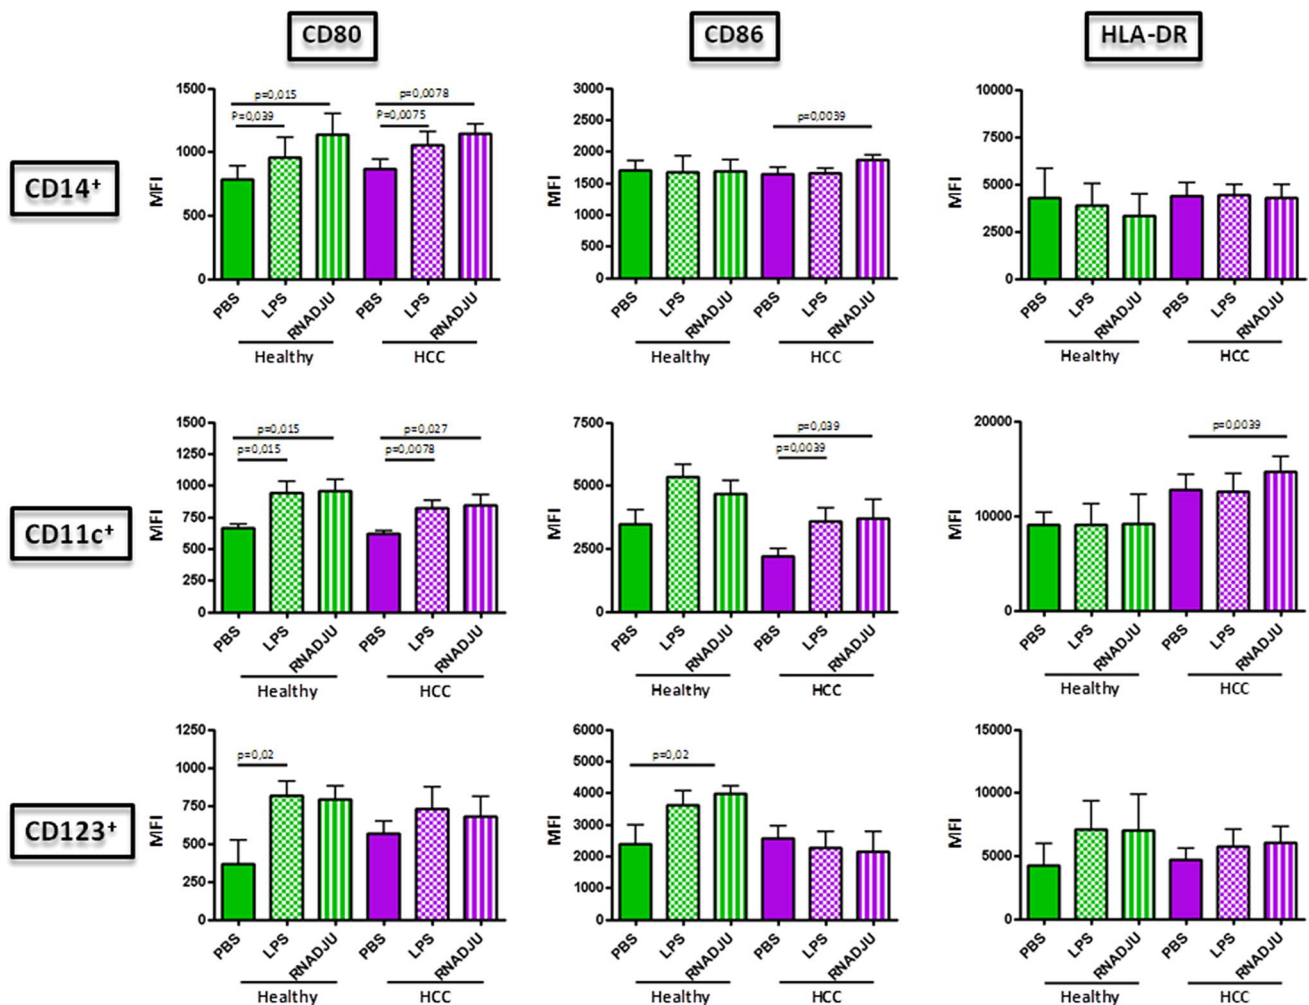 CD80 CD86 HLA-DR
CD14⁺
MFI
1500
1000
500
0
p=0,015
P=0,039
p=0,0078
P=0,0075
PBS LPS RNADJU PBS LPS RNADJU
Healthy HCC
MFI
3000
2500
2000
1500
1000
500
0
p=0,0039
PBS LPS RNADJU PBS LPS RNADJU
Healthy HCC
MFI
10000
7500
5000
2500
0
PBS LPS RNADJU PBS LPS RNADJU
Healthy HCC
CD11c⁺
MFI
1500
1250
1000
750
500
250
0
p=0,015
p=0,015
p=0,027
p=0,0078
PBS LPS RNADJU PBS LPS RNADJU
Healthy HCC
MFI
7500
5000
2500
0
p=0,039
p=0,0039
PBS LPS RNADJU PBS LPS RNADJU
Healthy HCC
MFI
20000
10000
0
p=0,0039
PBS LPS RNADJU PBS LPS RNADJU
Healthy HCC
CD123⁺
MFI
1250
1000
750
500
250
0
p=0,02
PBS LPS RNADJU PBS LPS RNADJU
Healthy HCC
MFI
6000
5000
4000
3000
2000
1000
0
p=0,02
PBS LPS RNADJU PBS LPS RNADJU
Healthy HCC
MFI
15000
10000
5000
0
PBS LPS RNADJU PBS LPS RNADJU
Healthy HCC